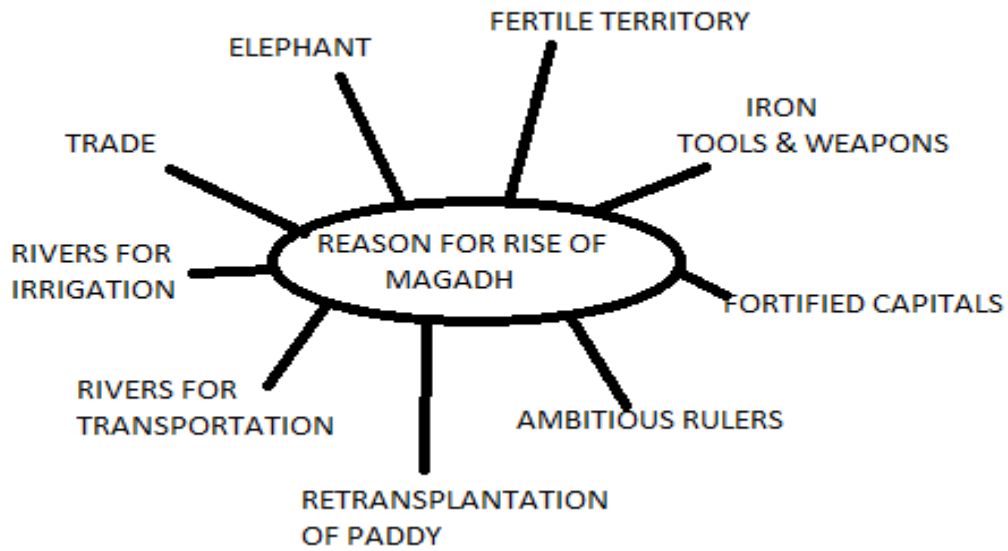 FERTILE TERRITORY
ELEPHANT
IRON
TOOLS & WEAPONS
TRADE
REASON FOR RISE OF
MAGADH
RIVERS FOR
IRRIGATION
FORTIFIED CAPITALS
RIVERS FOR
TRANSPORTATION
AMBITIOUS RULERS
RETRANSPLANTATION
OF PADDY